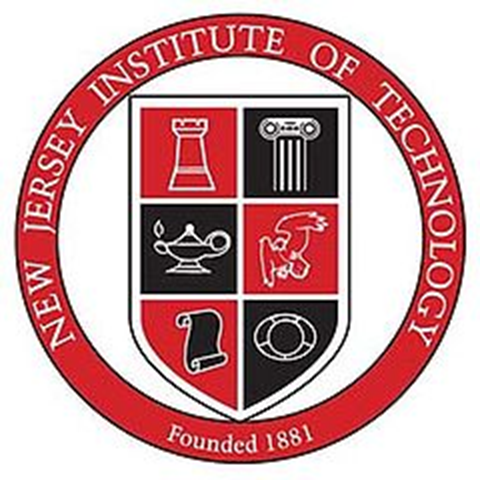 NEW JERSEY INSTITUTE OF TECHNOLOGY
Founded 1881